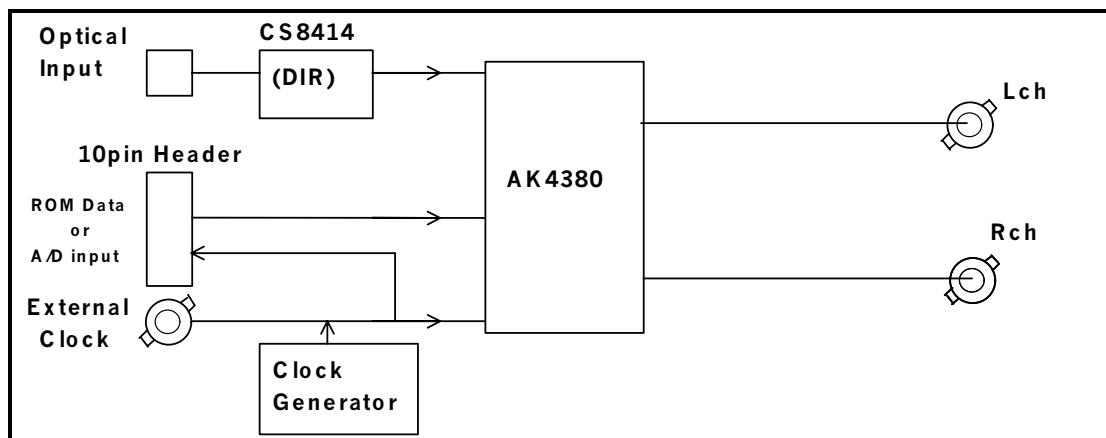 Optical
Input
CS8414
(DIR)
Lch
10pin Header
AK4380
ROM Data
or
A/D input
Rch
External
Clock
Clock
Generator